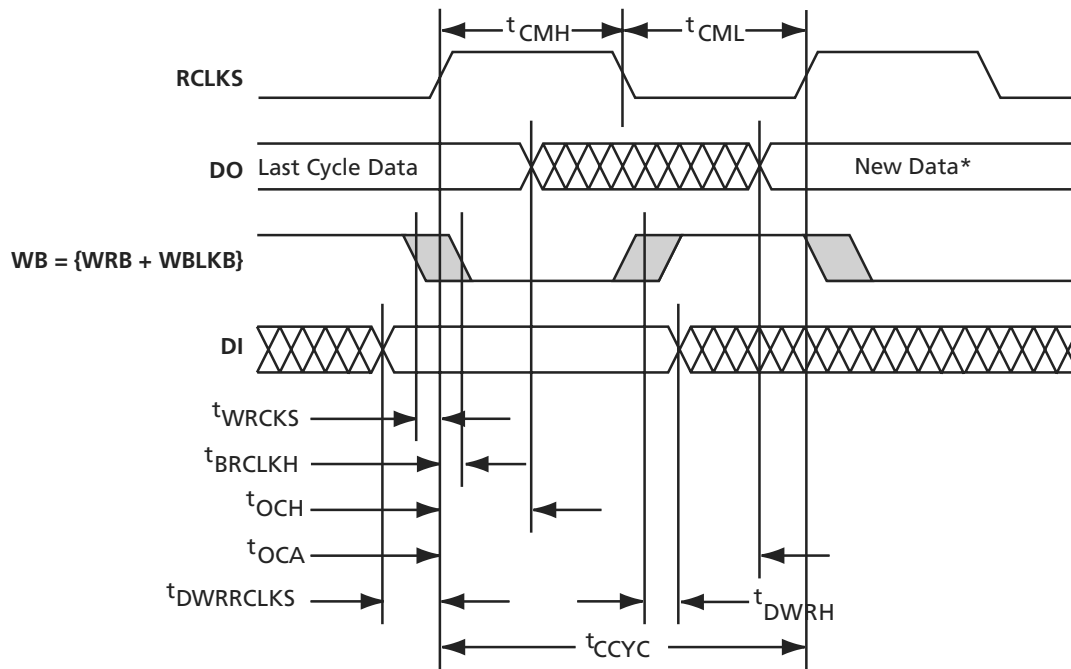 tCMH
tCML
RCLKS
DO
Last Cycle Data
New Data*
WB = {WRB + WBLKB}
DI
tWRCKS
tBRCLKH
tOCH
tOCA
tDWRRCLKS
tDWRH
tCCYC